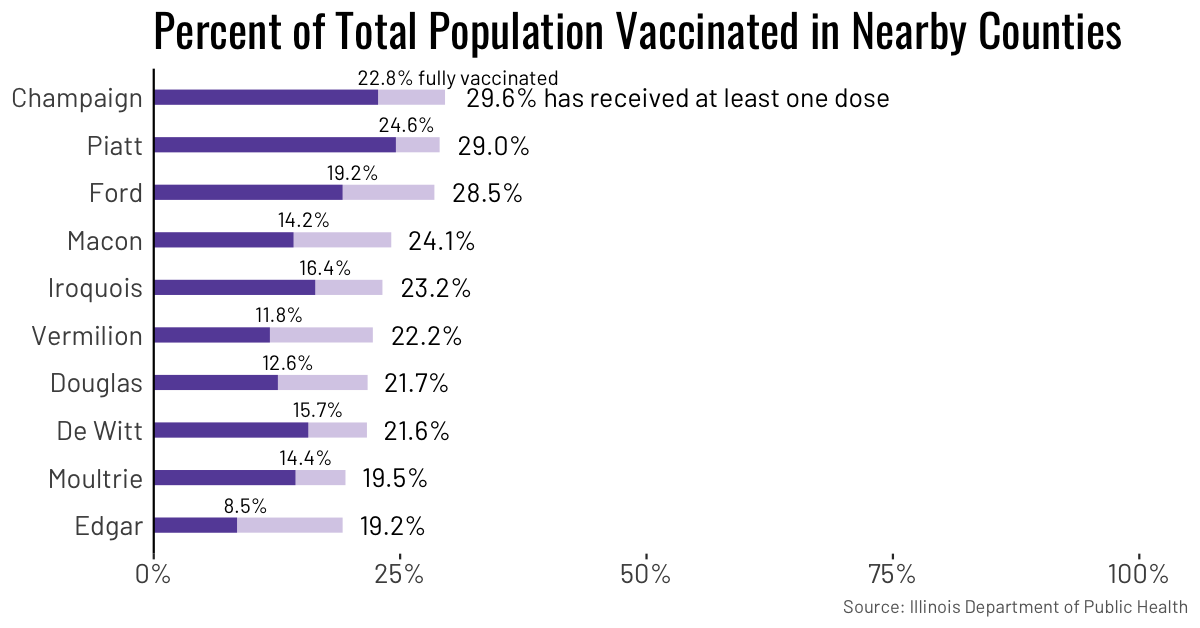 Percent of Total Population Vaccinated in Nearby Counties
22.8% fully vaccinated
Champaign 29.6% has received at least one dose
24.6%
Piatt 29.0%
19.2%
Ford 28.5%
14.2%
Macon 24.1%
16.4%
Iroquois 23.2%
11.8%
Vermilion 22.2%
12.6%
Douglas 21.7%
15.7%
De Witt 21.6%
14.4%
Moultrie 19.5%
8.5%
Edgar 19.2%
0% 25% 50% 75% 100%
Source: Illinois Department of Public Health